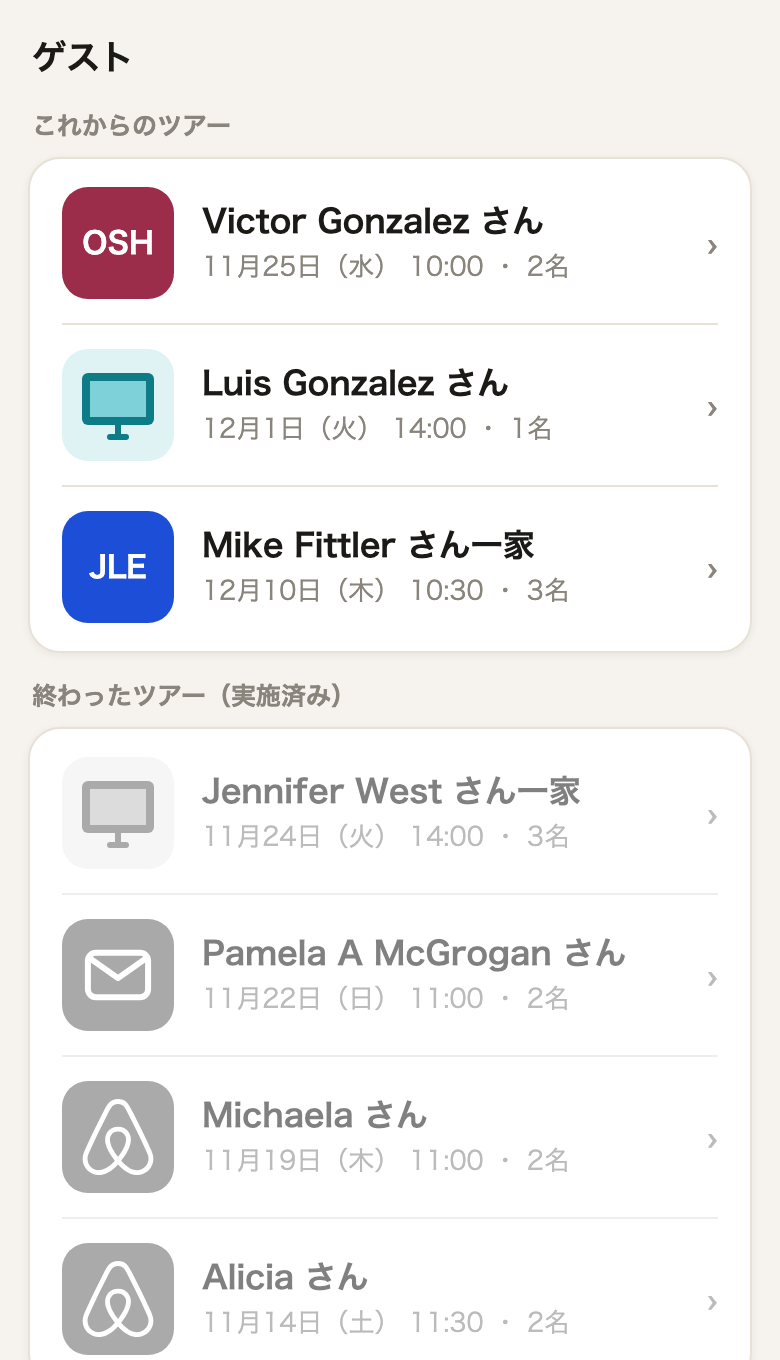 ゲスト
これからのツアー
OSH
Victor Gonzalez さん
11月25日（水） 10:00 ・ 2名
›
Luis Gonzalez さん
12月1日（火） 14:00 ・ 1名
›
JLE
Mike Fittler さん一家
12月10日（木） 10:30 ・ 3名
›
終わったツアー（実施済み）
Jennifer West さん一家
11月24日（火） 14:00 ・ 3名
›
Pamela A McGrogan さん
11月22日（日） 11:00 ・ 2名
›
Michaela さん
11月19日（木） 11:00 ・ 2名
›
Alicia さん
11月14日（土） 11:30 ・ 2名
›